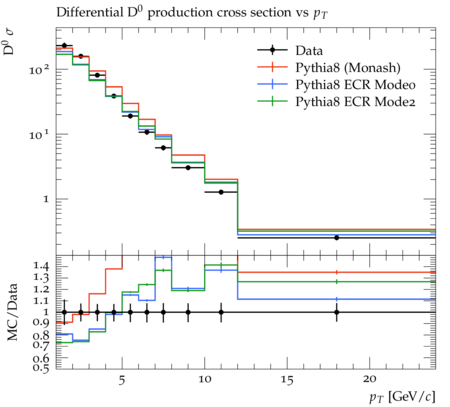 Differential D⁰ production cross section vs p_T
D⁰ σ
Data
Pythia8 (Monash)
Pythia8 ECR Mode0
Pythia8 ECR Mode2
10²
10¹
1
MC/Data
1.4
1.3
1.2
1.1
1
0.9
0.8
0.7
0.6
0.5
5 10 15 20
p_T [GeV/c]